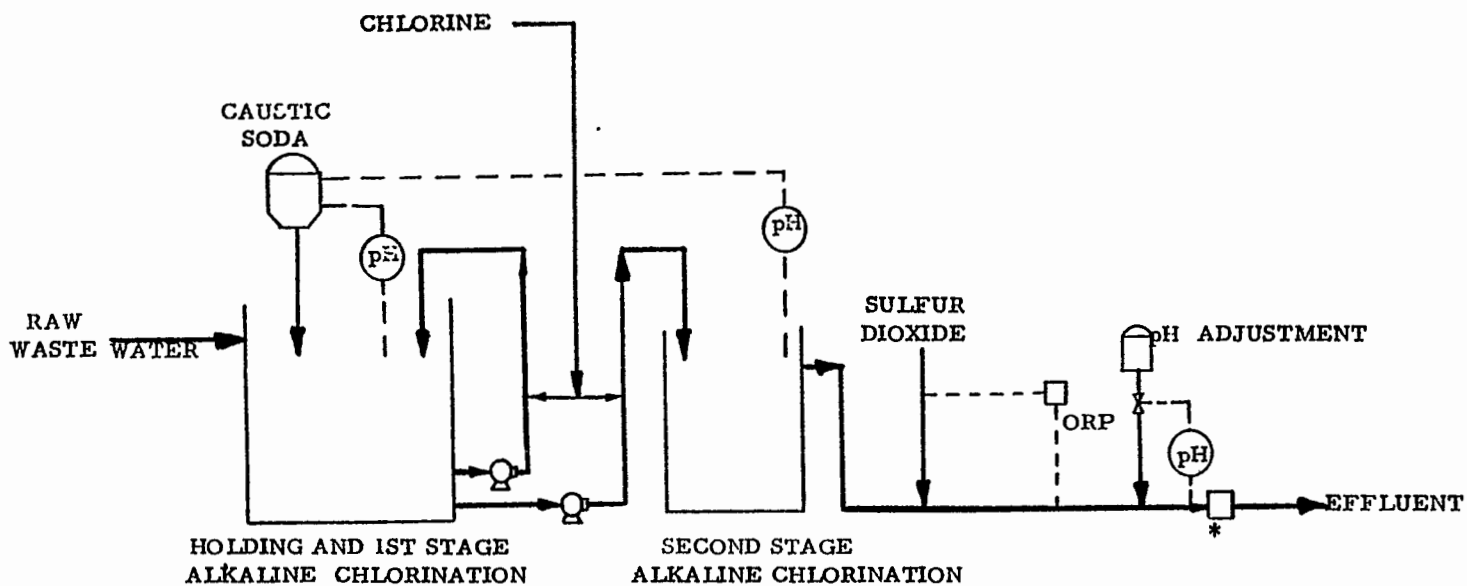 CHLORINE
CAUSTIC
SODA
pH
pH
RAW
WASTE WATER
SULFUR
DIOXIDE
pH ADJUSTMENT
ORP
pH
EFFLUENT
*
HOLDING AND 1ST STAGE
ALKALINE CHLORINATION
SECOND STAGE
ALKALINE CHLORINATION